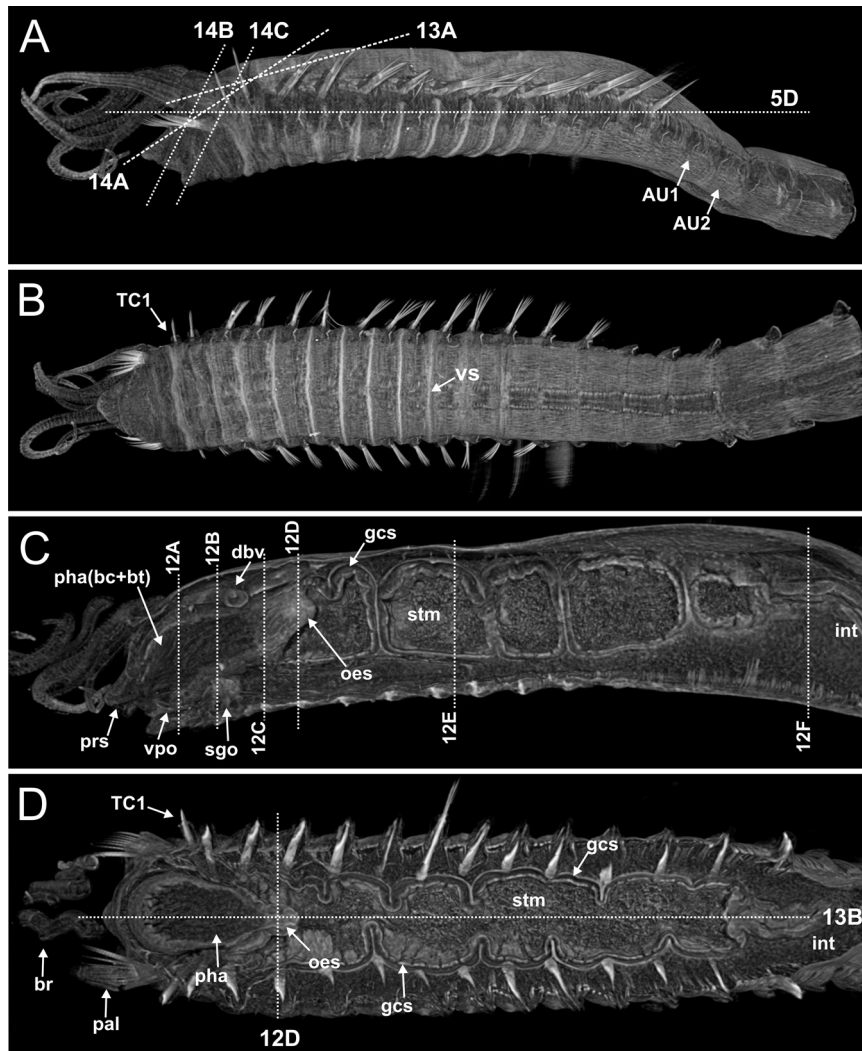 A
14B
14C
13A
5D
14A
AU1
AU2
B
TC1
vs
C
12A
12B
dbv
12D
gcs
pha(bc+bt)
stm
int
oes
prs
vpo
sgo
12C
12E
12F
D
TC1
gcs
stm
13B
int
oes
pha
br
pal
gcs
12D